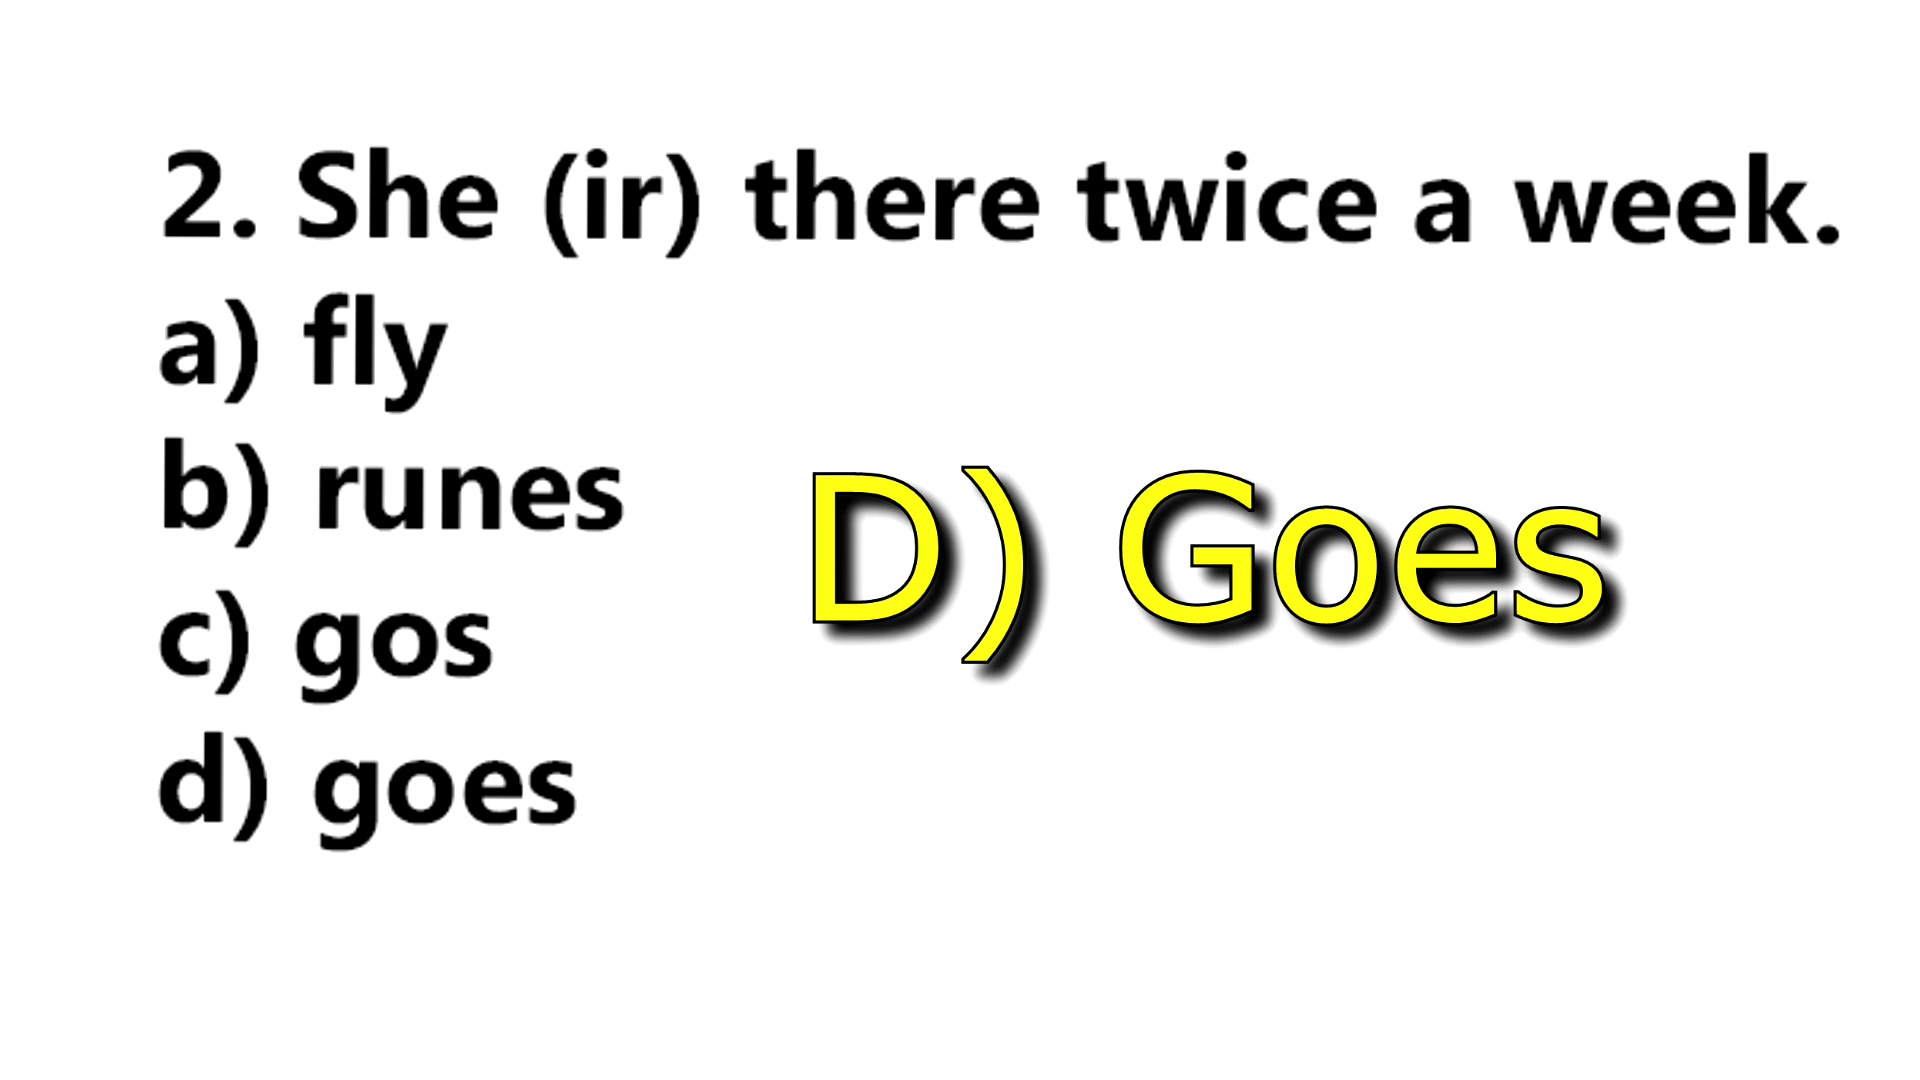 2. She (ir) there twice a week.
a) fly
b) runes
c) gos
d) goes
D) Goes